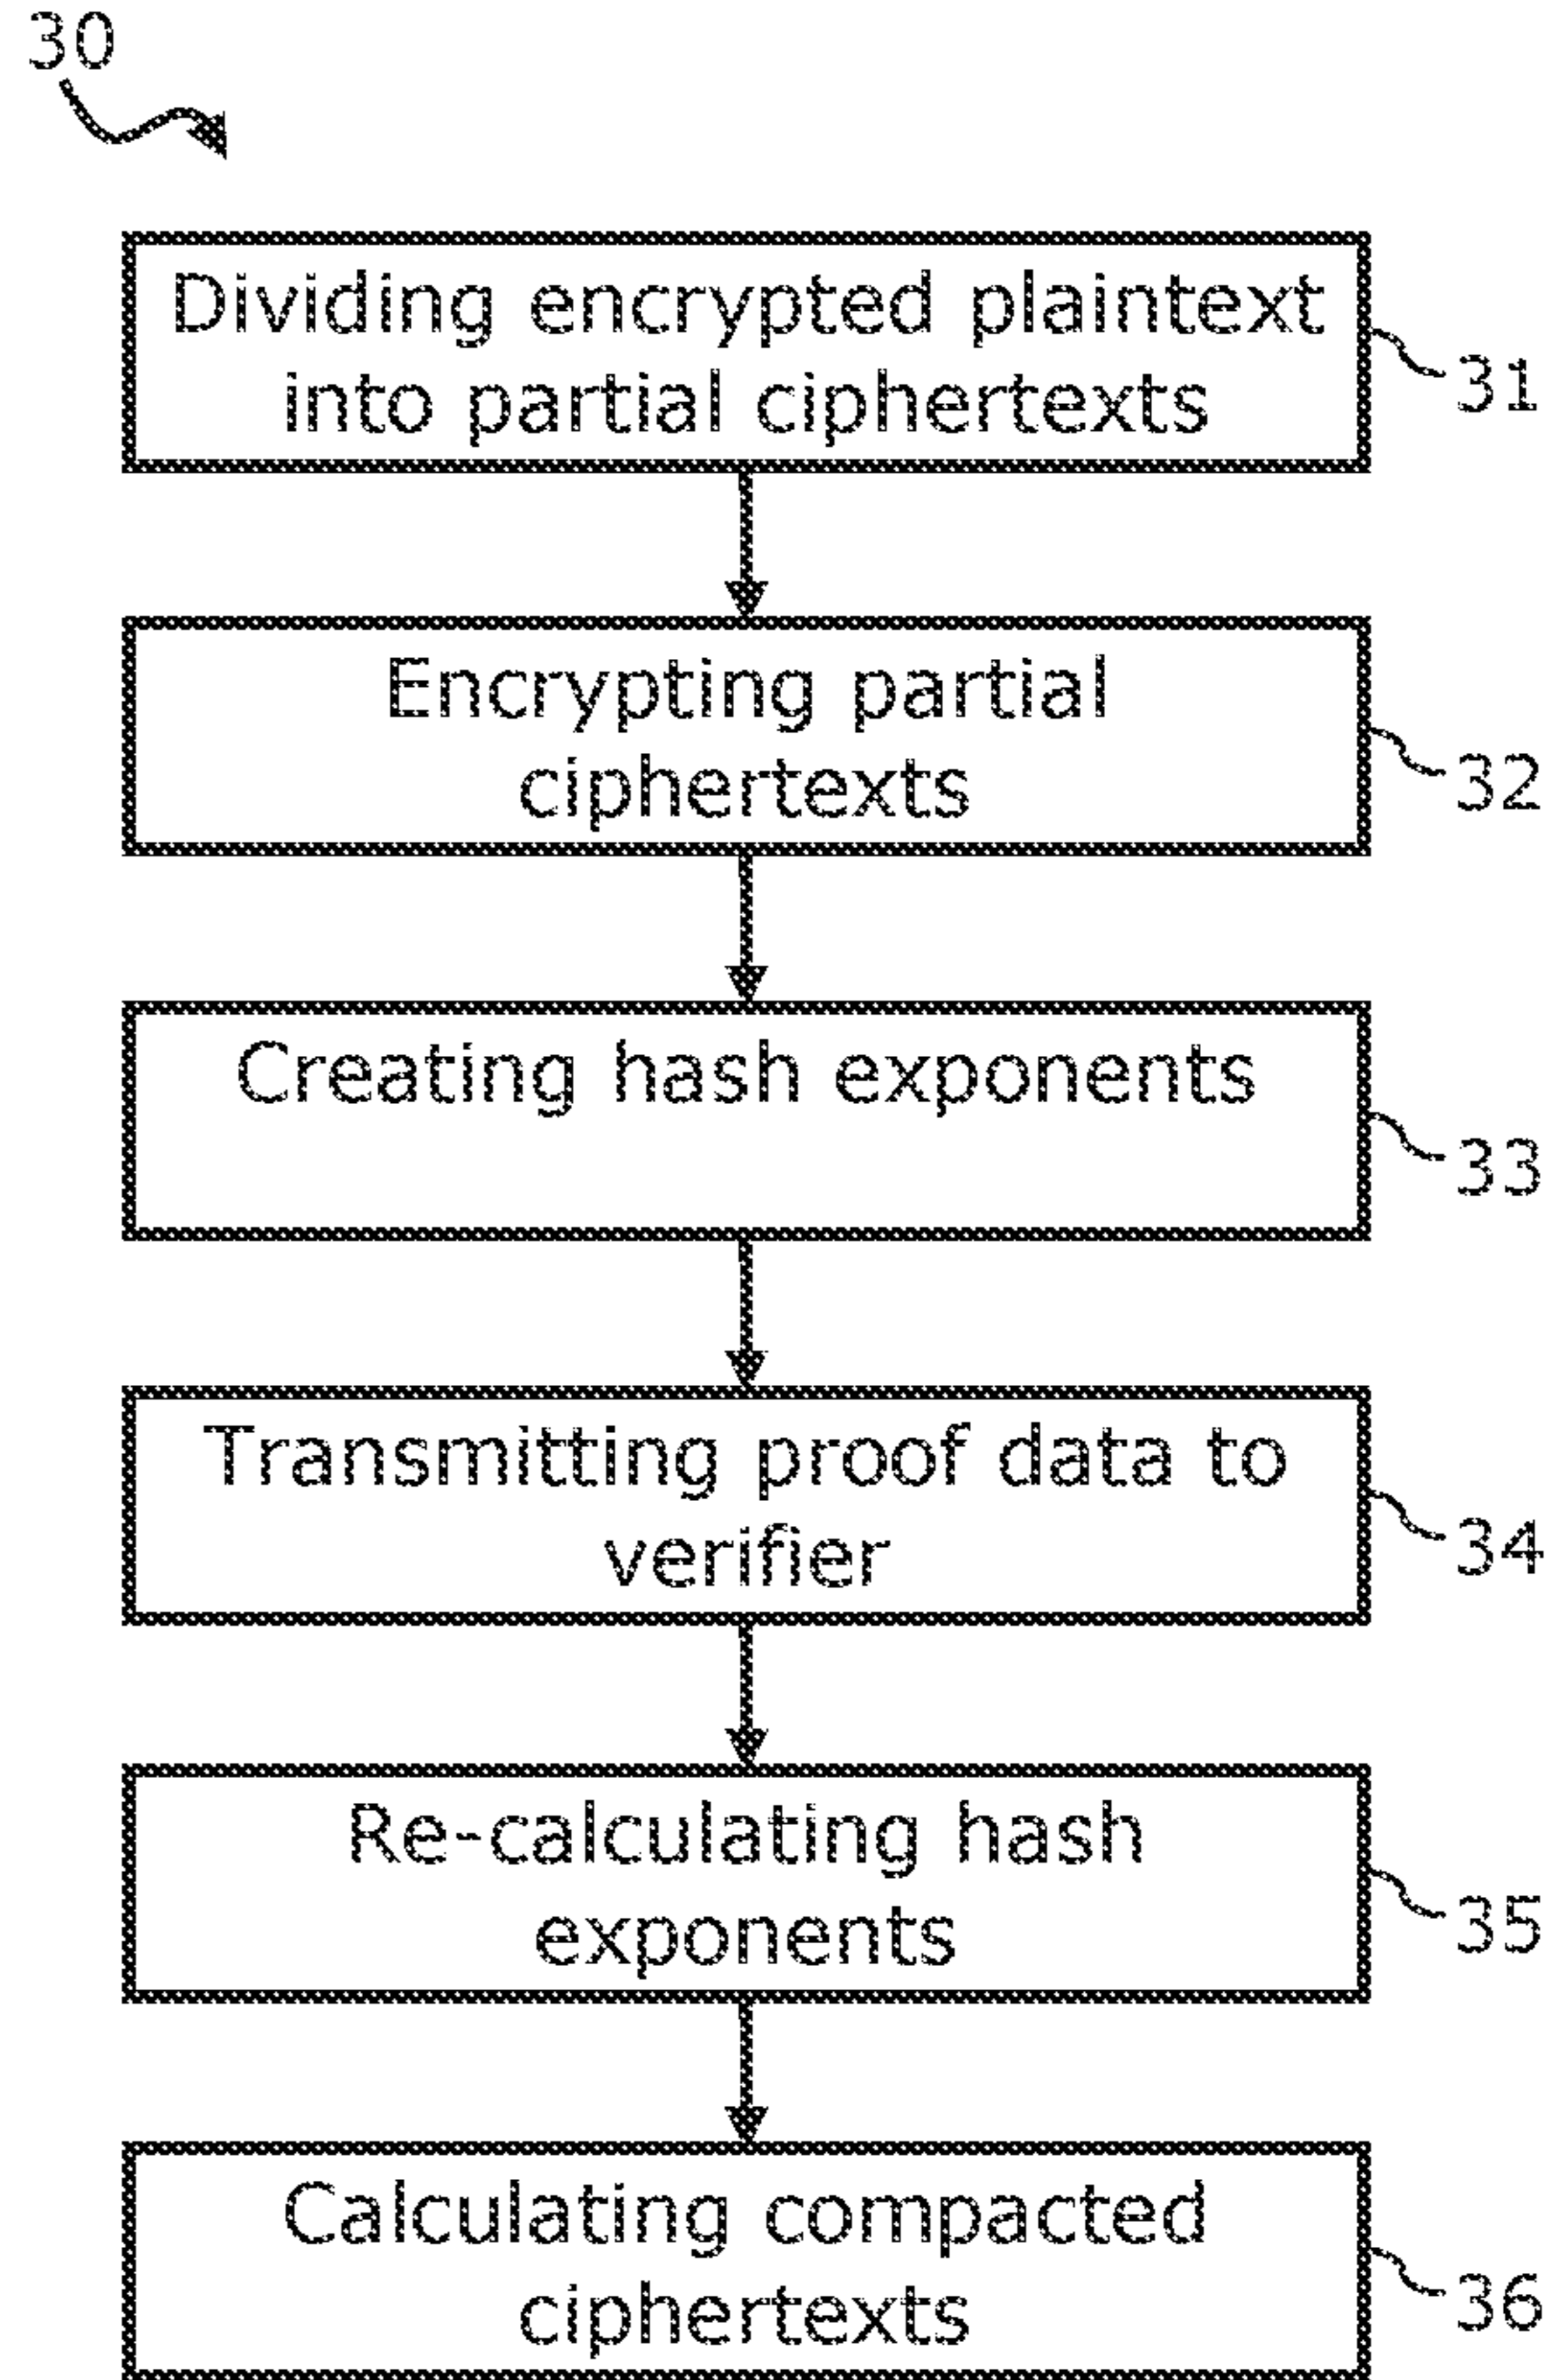 30
Dividing encrypted plaintext
into partial ciphertexts
31
Encrypting partial
ciphertexts
32
Creating hash exponents
33
Transmitting proof data to
verifier
34
Re-calculating hash
exponents
35
Calculating compacted
ciphertexts
36